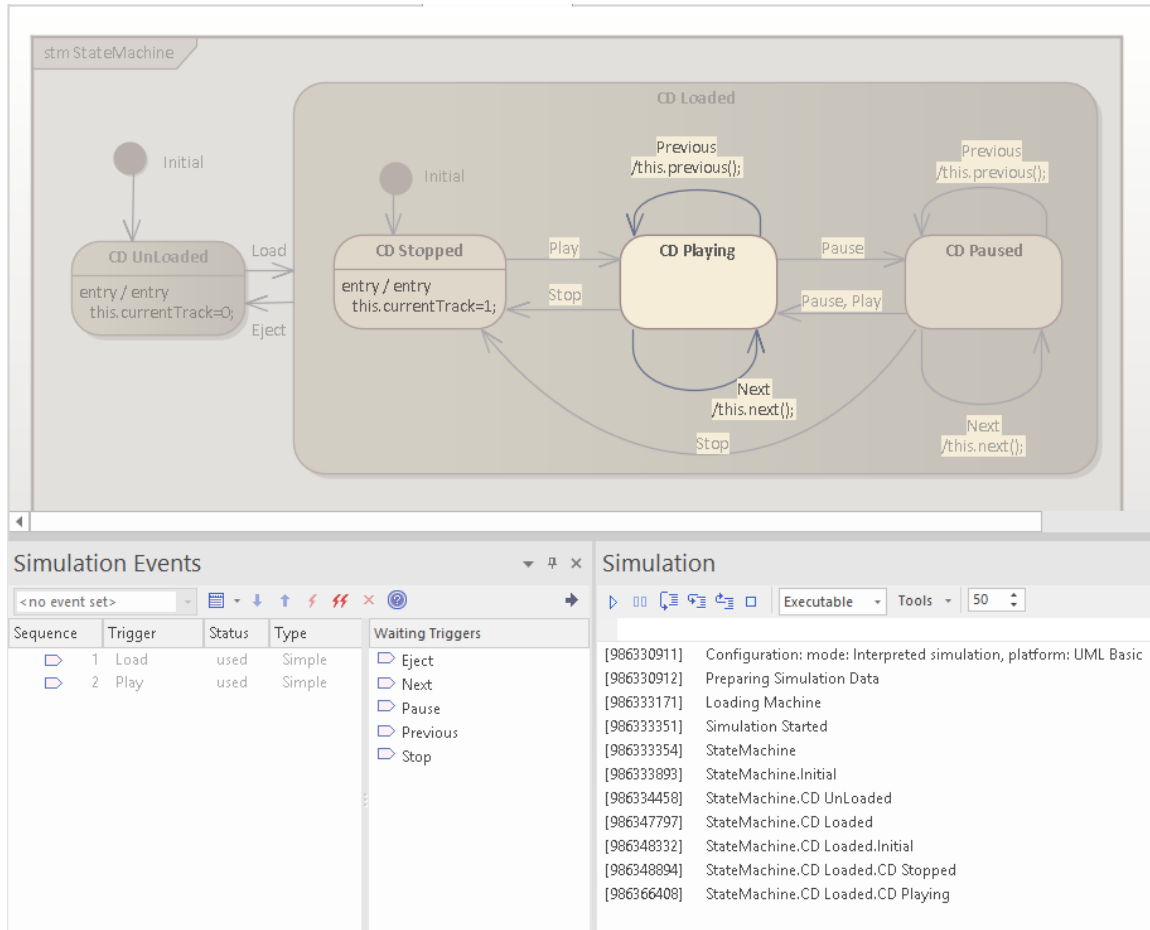 stm StateMachine
CD Loaded
Initial
CD UnLoaded
entry / entry
this.currentTrack=0;
Load
Eject
Initial
CD Stopped
entry / entry
this.currentTrack=1;
Play
Stop
Previous
/this.previous();
CD Playing
Next
/this.next();
Pause
Pause, Play
Previous
/this.previous();
CD Paused
Next
/this.next();
Stop
Simulation Events
<no event set>
Sequence Trigger Status Type
1 Load used Simple
2 Play used Simple
Waiting Triggers
Eject
Next
Pause
Previous
Stop
Simulation
Executable Tools 50
[986330911] Configuration: mode: Interpreted simulation, platform: UML Basic
[986330912] Preparing Simulation Data
[986333171] Loading Machine
[986333351] Simulation Started
[986333354] StateMachine
[986333893] StateMachine.Initial
[986334458] StateMachine.CD UnLoaded
[986347797] StateMachine.CD Loaded
[986348332] StateMachine.CD Loaded.Initial
[986348894] StateMachine.CD Loaded.CD Stopped
[986366408] StateMachine.CD Loaded.CD Playing